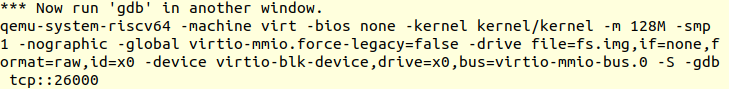 *** Now run 'gdb' in another window.
qemu-system-riscv64 -machine virt -bios none -kernel kernel/kernel -m 128M -smp
1 -nographic -global virtio-mmio.force-legacy=false -drive file=fs.img,if=none,f
ormat=raw,id=x0 -device virtio-blk-device,drive=x0,bus=virtio-mmio-bus.0 -S -gdb
 tcp::26000